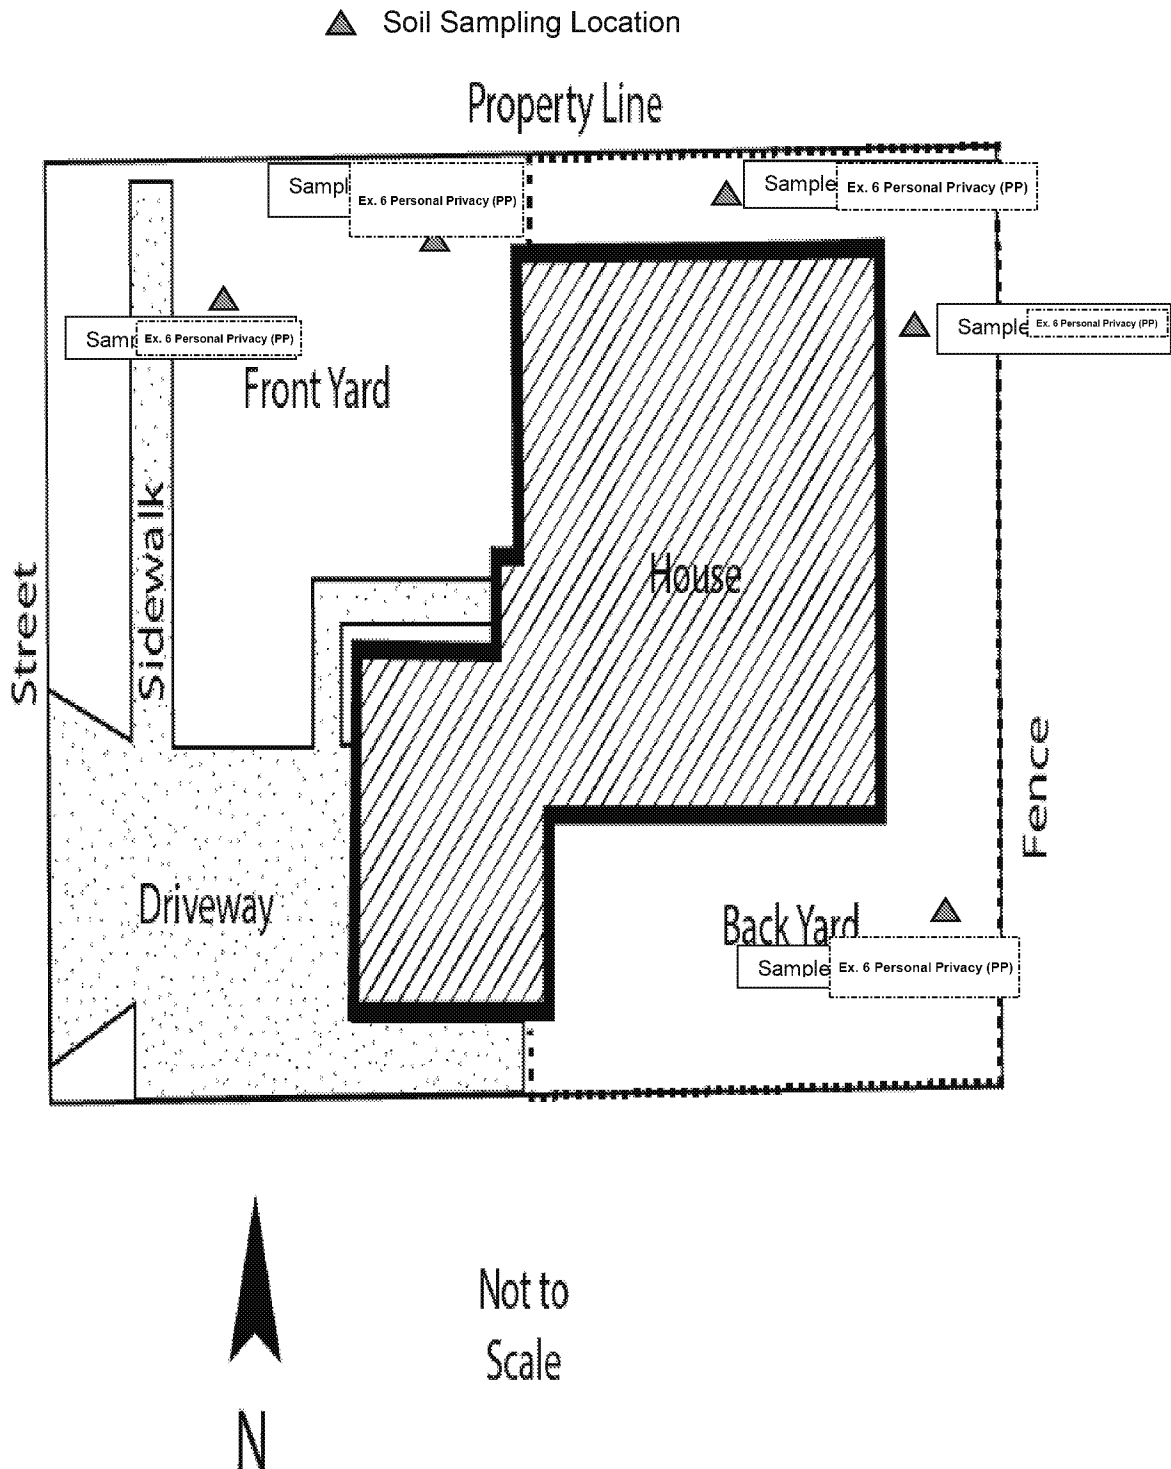 Soil Sampling Location
Property Line
Ex. 6 Personal Privacy (PP)
Sample
Ex. 6 Personal Privacy (PP)
Sample
Ex. 6 Personal Privacy (PP)
Ex. 6 Personal Privacy (PP)
Front Yard
House
Street
Sidewalk
Fence
Driveway
Back Yard
Sample
Ex. 6 Personal Privacy (PP)
Not to
Scale
N